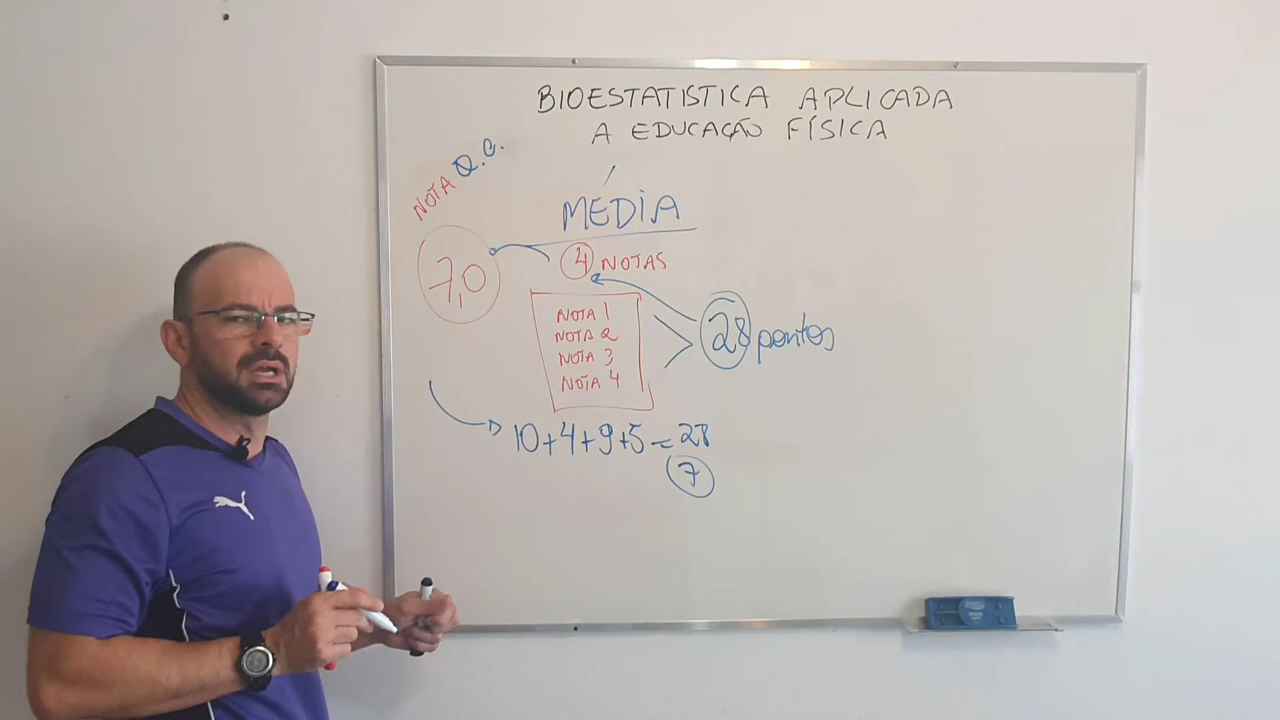 BIOESTATISTICA APLICADA
A EDUCAÇÃO FÍSICA
NOTA Q.C.
MÉDIA
7,0
4 NOTAS
NOTA 1
NOTA 2
NOTA 3
NOTA 4
28 pontos
10+4+9+5=28
7